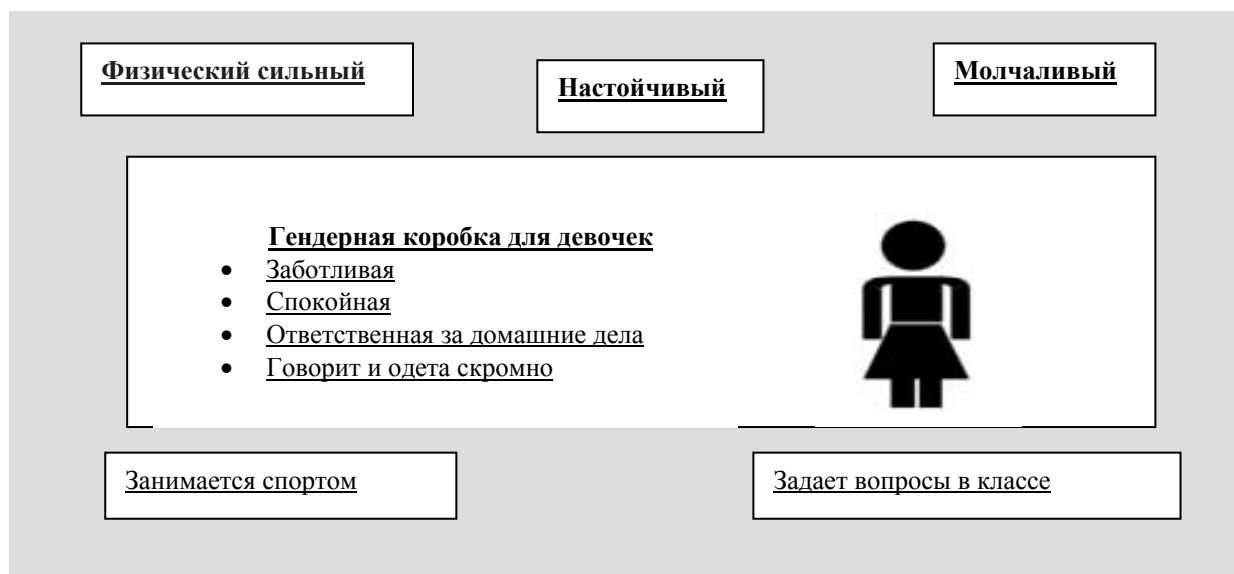 Физический сильный
Настойчивый
Молчаливый
Гендерная коробка для девочек
• Заботливая
• Спокойная
• Ответственная за домашние дела
• Говорит и одета скромно
Занимается спортом
Задает вопросы в классе